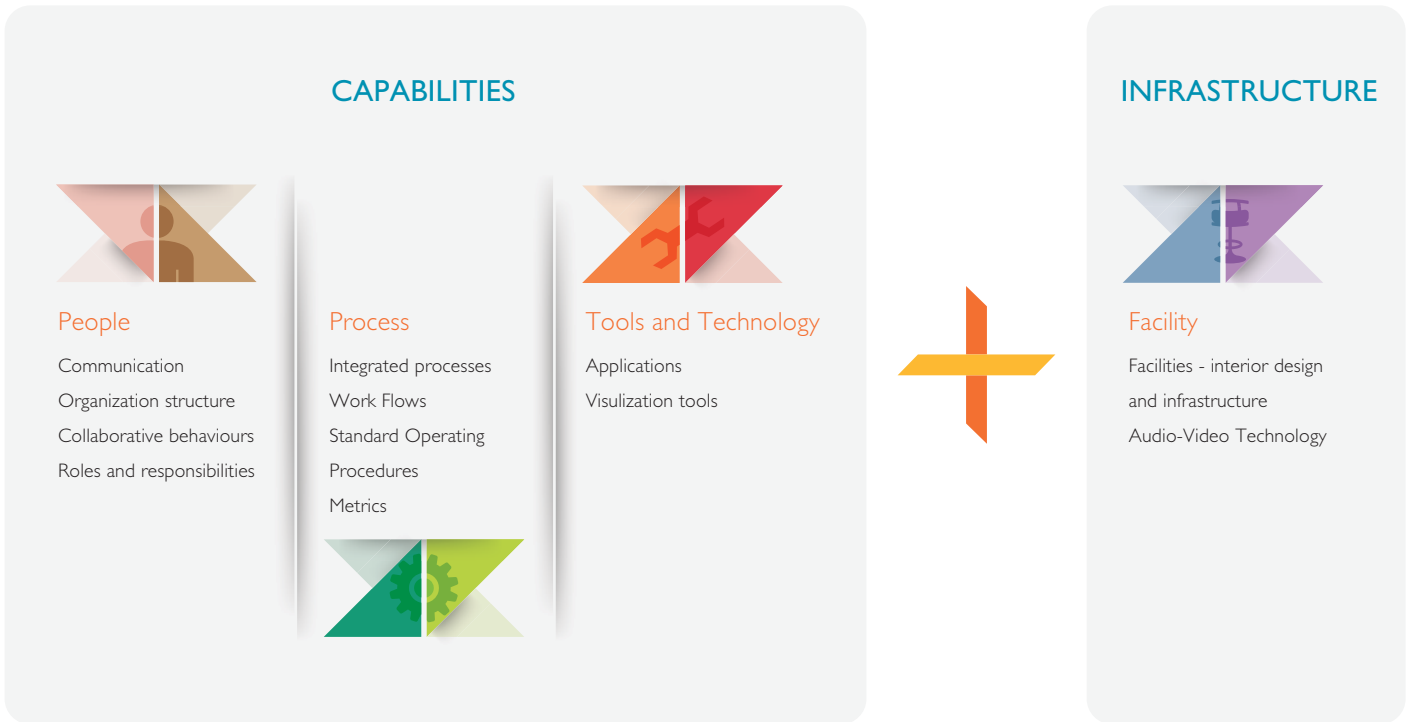 CAPABILITIES
People
Communication
Organization structure
Collaborative behaviours
Roles and responsibilities
Process
Integrated processes
Work Flows
Standard Operating
Procedures
Metrics
Tools and Technology
Applications
Visulization tools
INFRASTRUCTURE
Facility
Facilities - interior design
and infrastructure
Audio-Video Technology